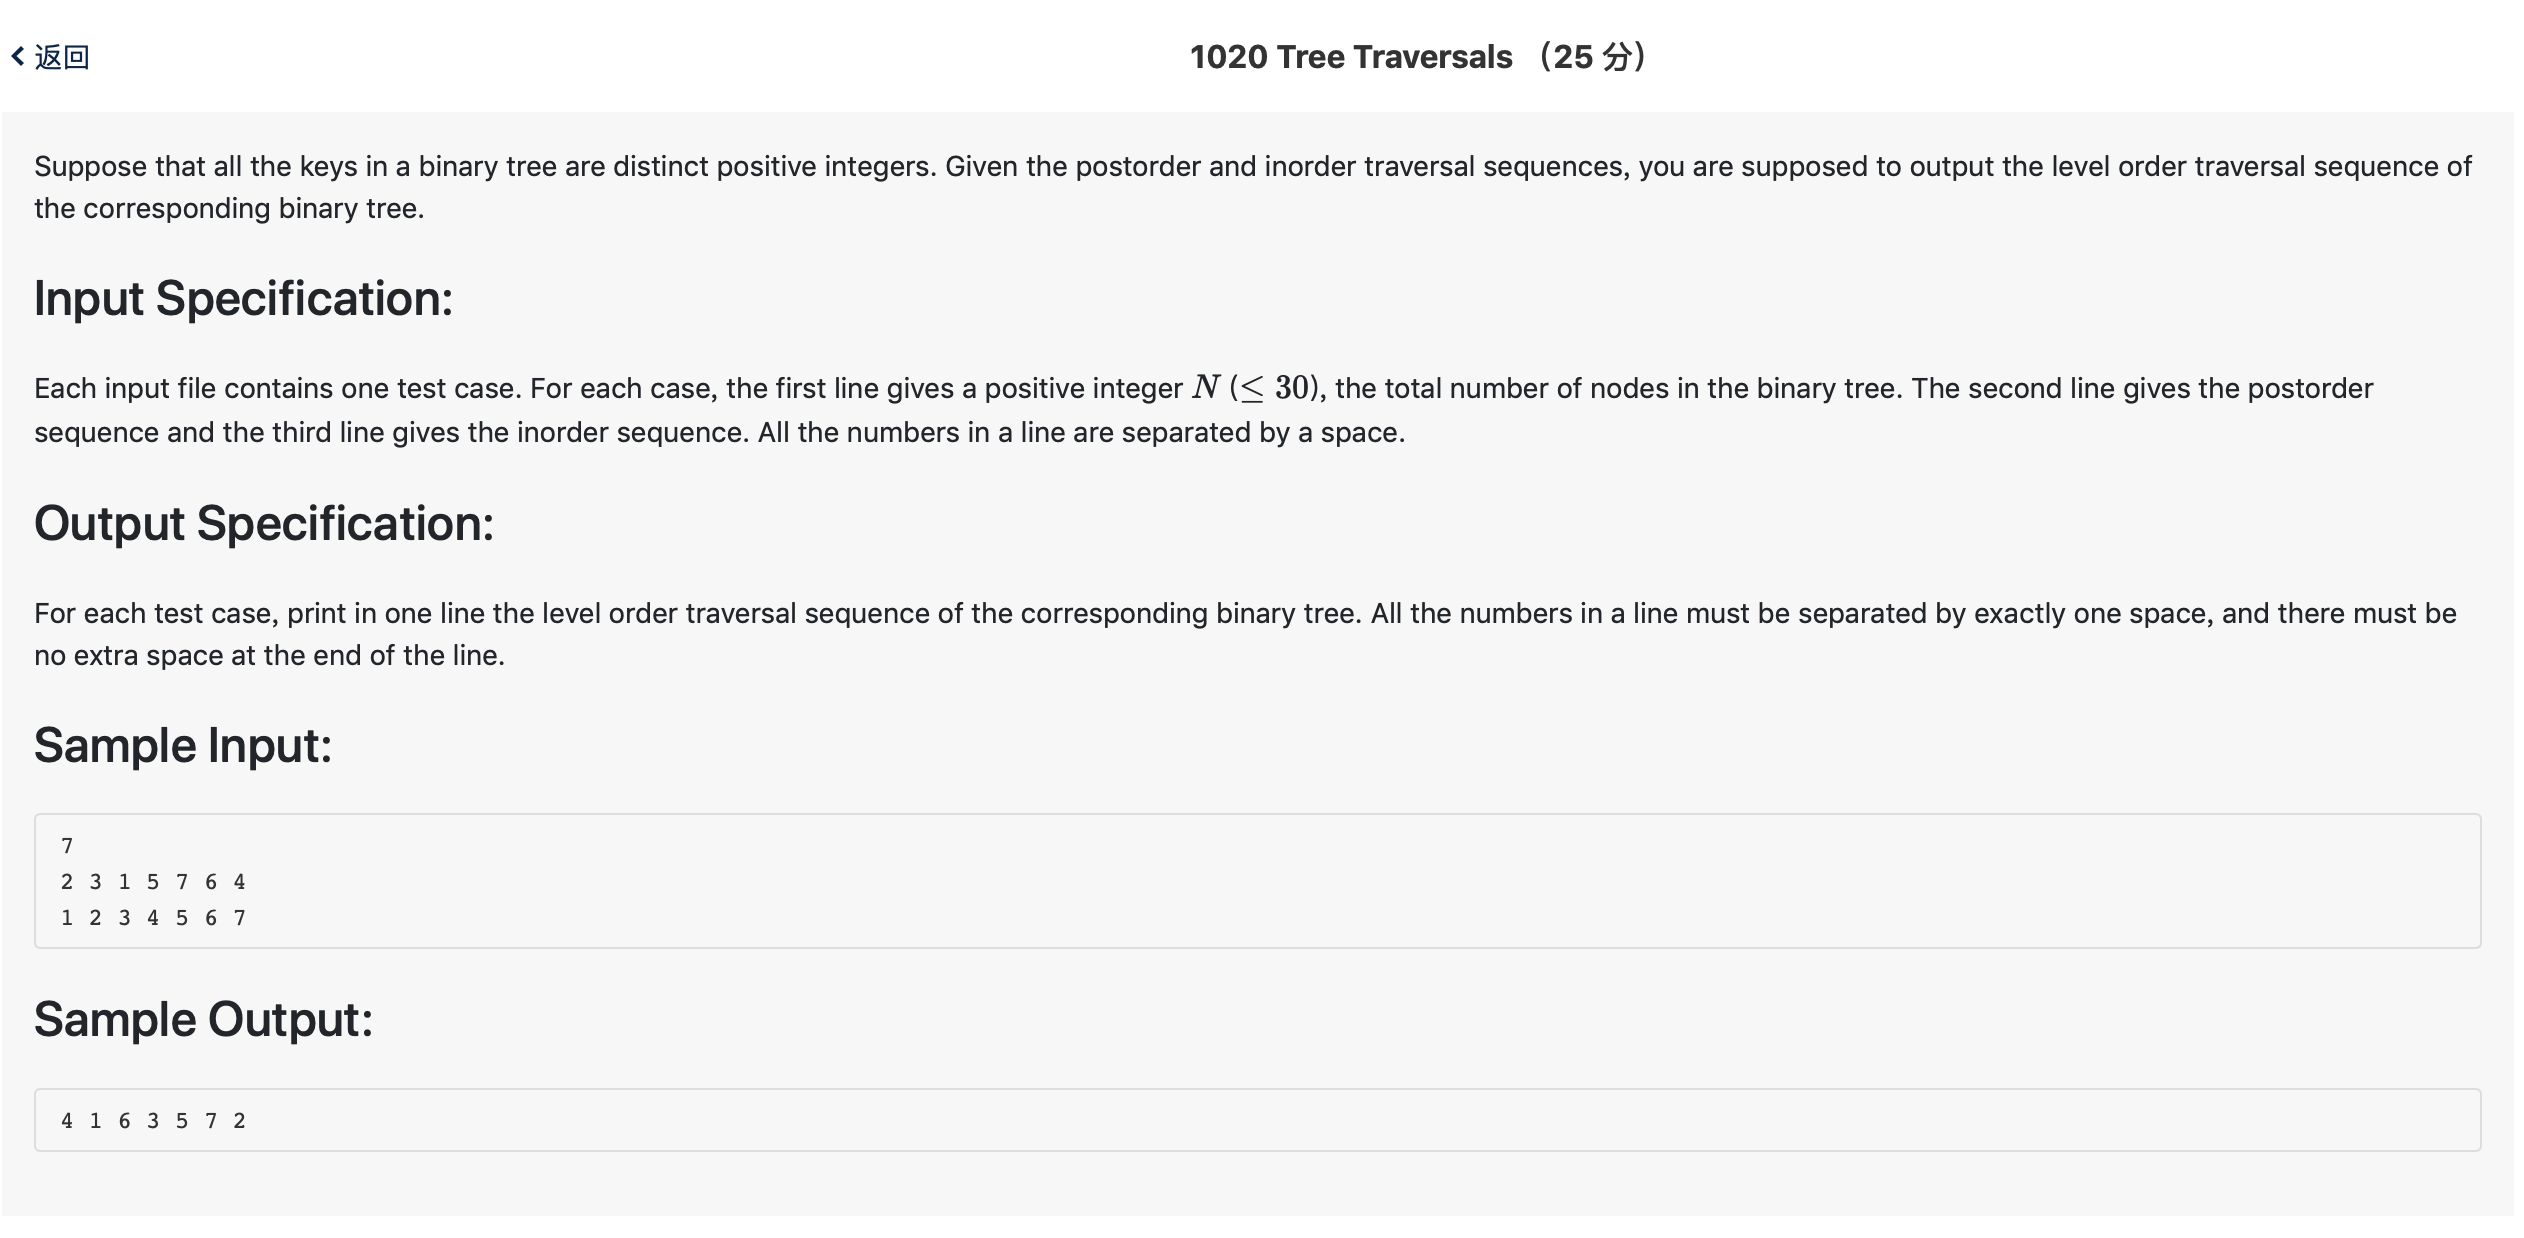 返回
1020 Tree Traversals （25 分）
Suppose that all the keys in a binary tree are distinct positive integers. Given the postorder and inorder traversal sequences, you are supposed to output the level order traversal sequence of
the corresponding binary tree.
Input Specification:
Each input file contains one test case. For each case, the first line gives a positive integer N (≤ 30), the total number of nodes in the binary tree. The second line gives the postorder
sequence and the third line gives the inorder sequence. All the numbers in a line are separated by a space.
Output Specification:
For each test case, print in one line the level order traversal sequence of the corresponding binary tree. All the numbers in a line must be separated by exactly one space, and there must be
no extra space at the end of the line.
Sample Input:
7
2 3 1 5 7 6 4
1 2 3 4 5 6 7
Sample Output:
4 1 6 3 5 7 2